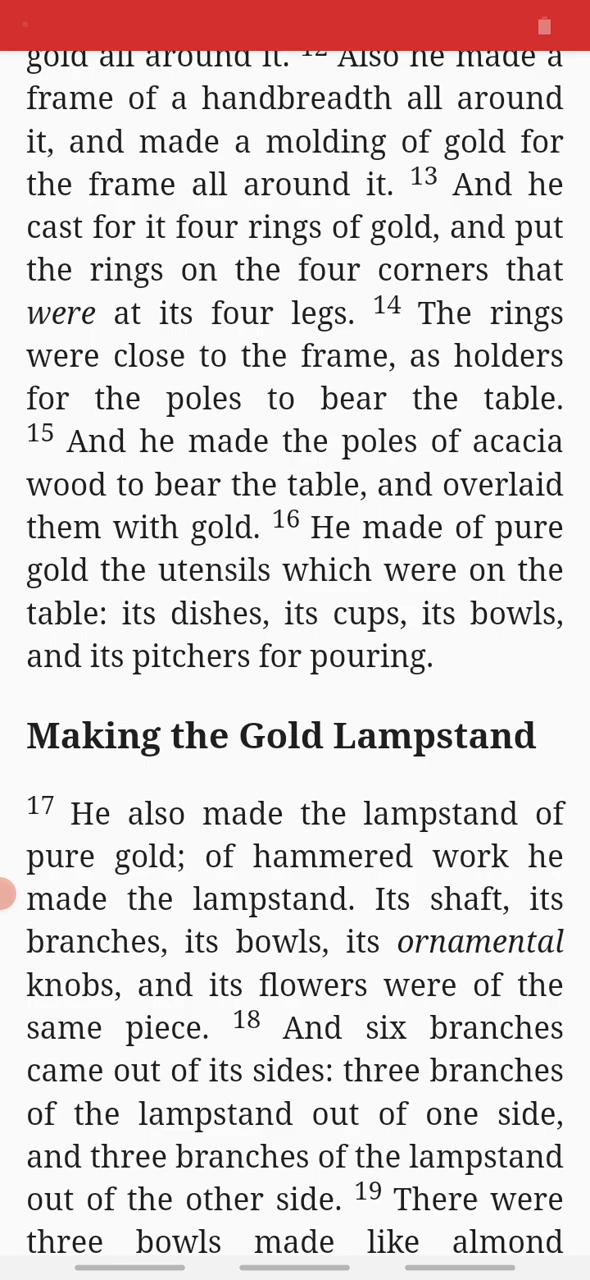 gold all around it. 12 Also he made a
frame of a handbreadth all around
it, and made a molding of gold for
the frame all around it. 13 And he
cast for it four rings of gold, and put
the rings on the four corners that
were at its four legs. 14 The rings
were close to the frame, as holders
for the poles to bear the table.
15 And he made the poles of acacia
wood to bear the table, and overlaid
them with gold. 16 He made of pure
gold the utensils which were on the
table: its dishes, its cups, its bowls,
and its pitchers for pouring.
Making the Gold Lampstand
17 He also made the lampstand of
pure gold; of hammered work he
made the lampstand. Its shaft, its
branches, its bowls, its ornamental
knobs, and its flowers were of the
same piece. 18 And six branches
came out of its sides: three branches
of the lampstand out of one side,
and three branches of the lampstand
out of the other side. 19 There were
three bowls made like almond